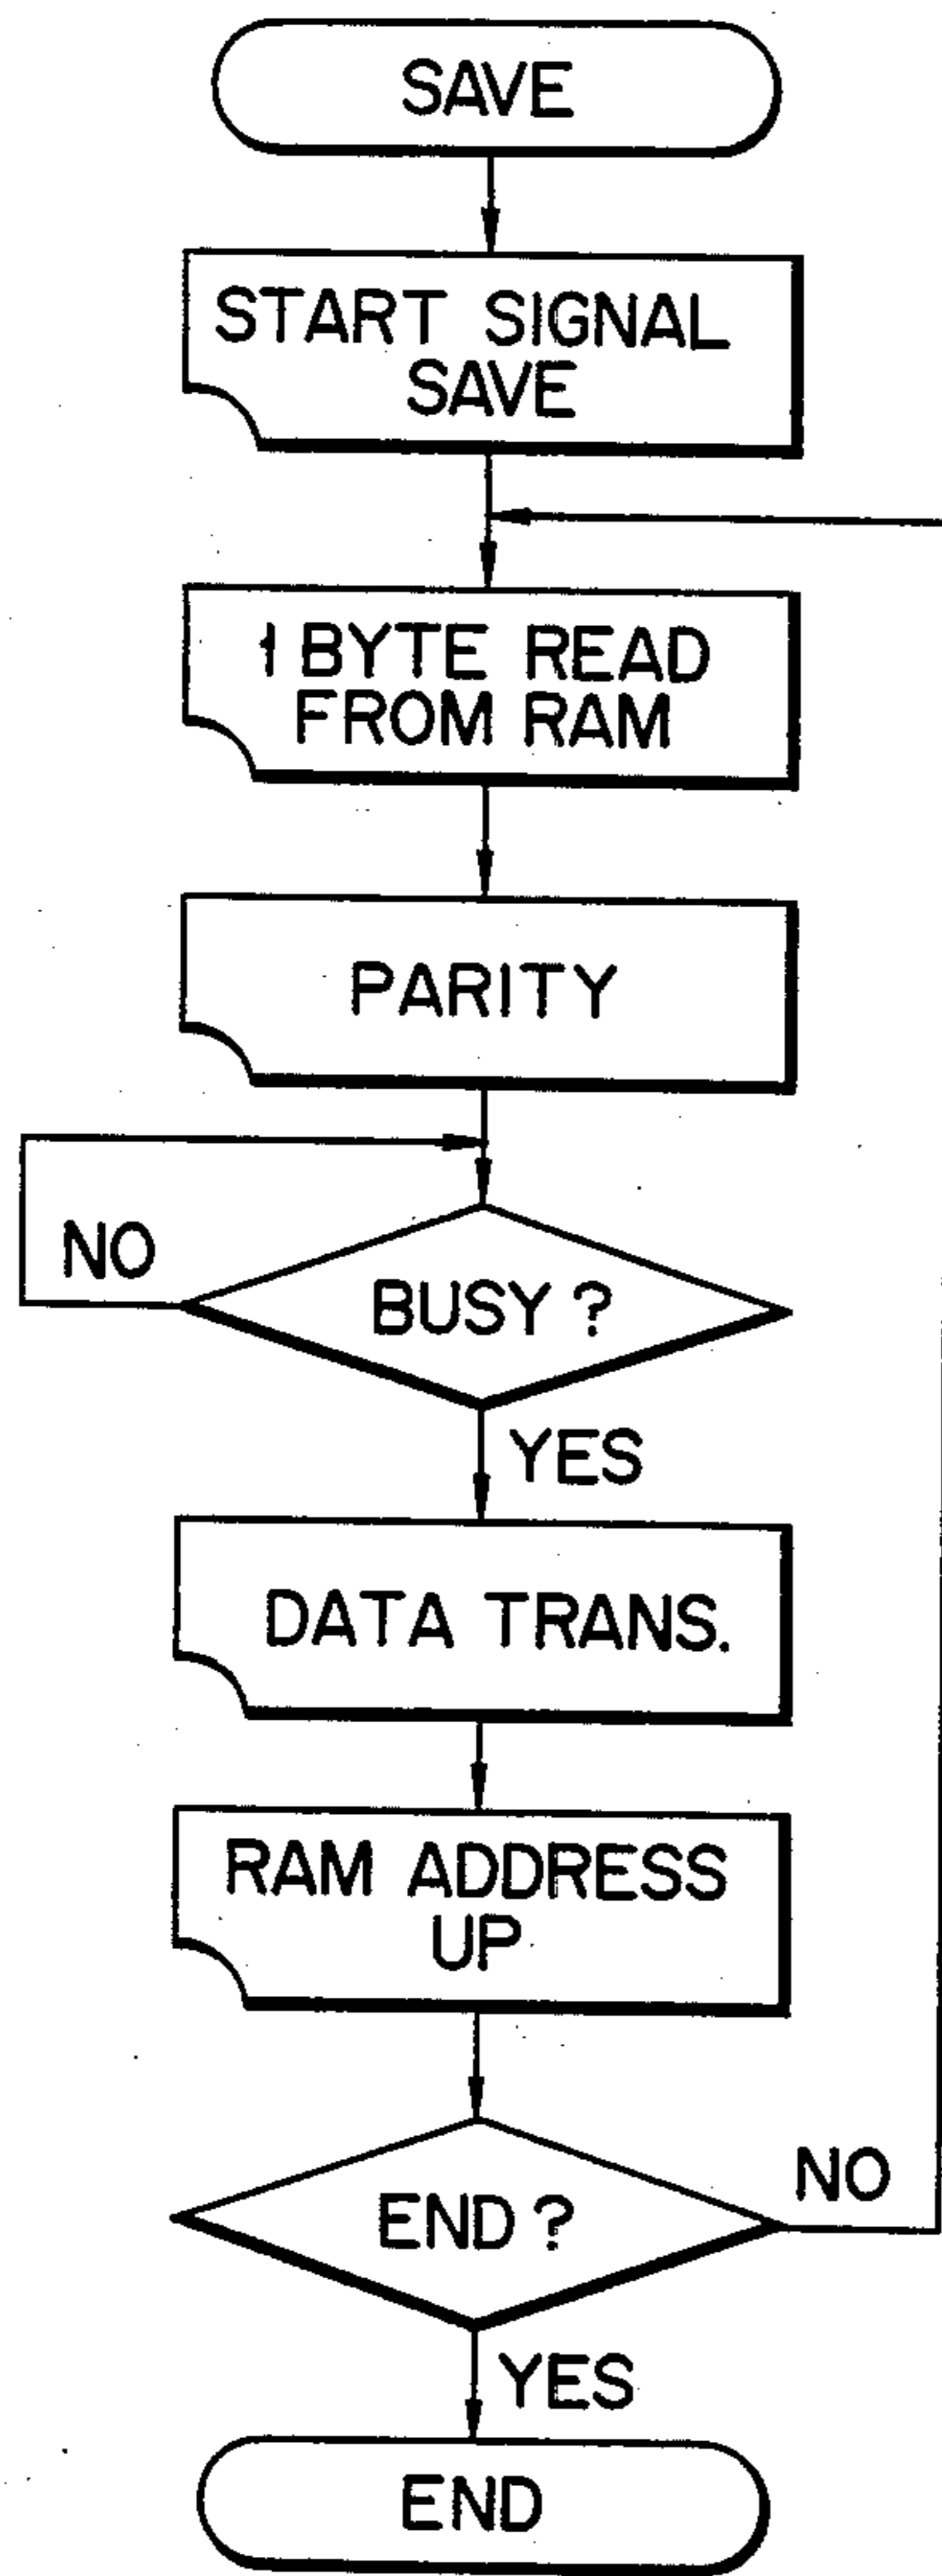 SAVE
START SIGNAL
SAVE
1 BYTE READ
FROM RAM
PARITY
NO
BUSY ?
YES
DATA TRANS.
RAM ADDRESS
UP
NO
END ?
YES
END